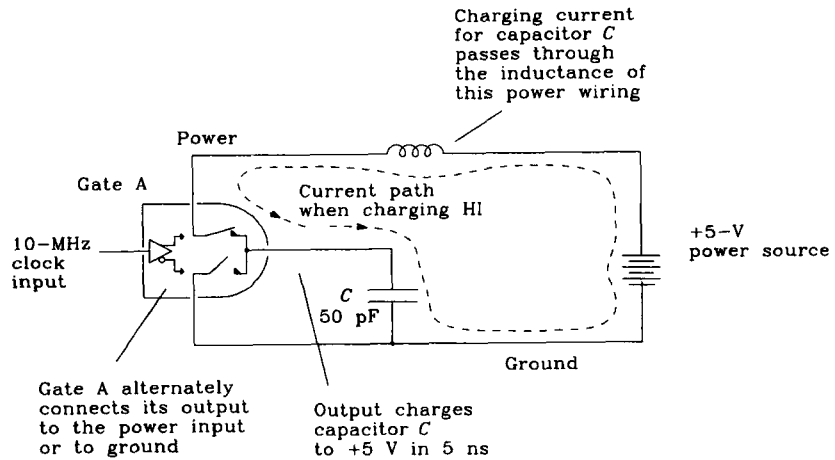 Charging current
for capacitor C
passes through
the inductance of
this power wiring
Power
Gate A
Current path
when charging HI
10-MHz
clock
input
+5-V
power source
C
50 pF
Ground
Gate A alternately
connects its output
to the power input
or to ground
Output charges
capacitor C
to +5 V in 5 ns